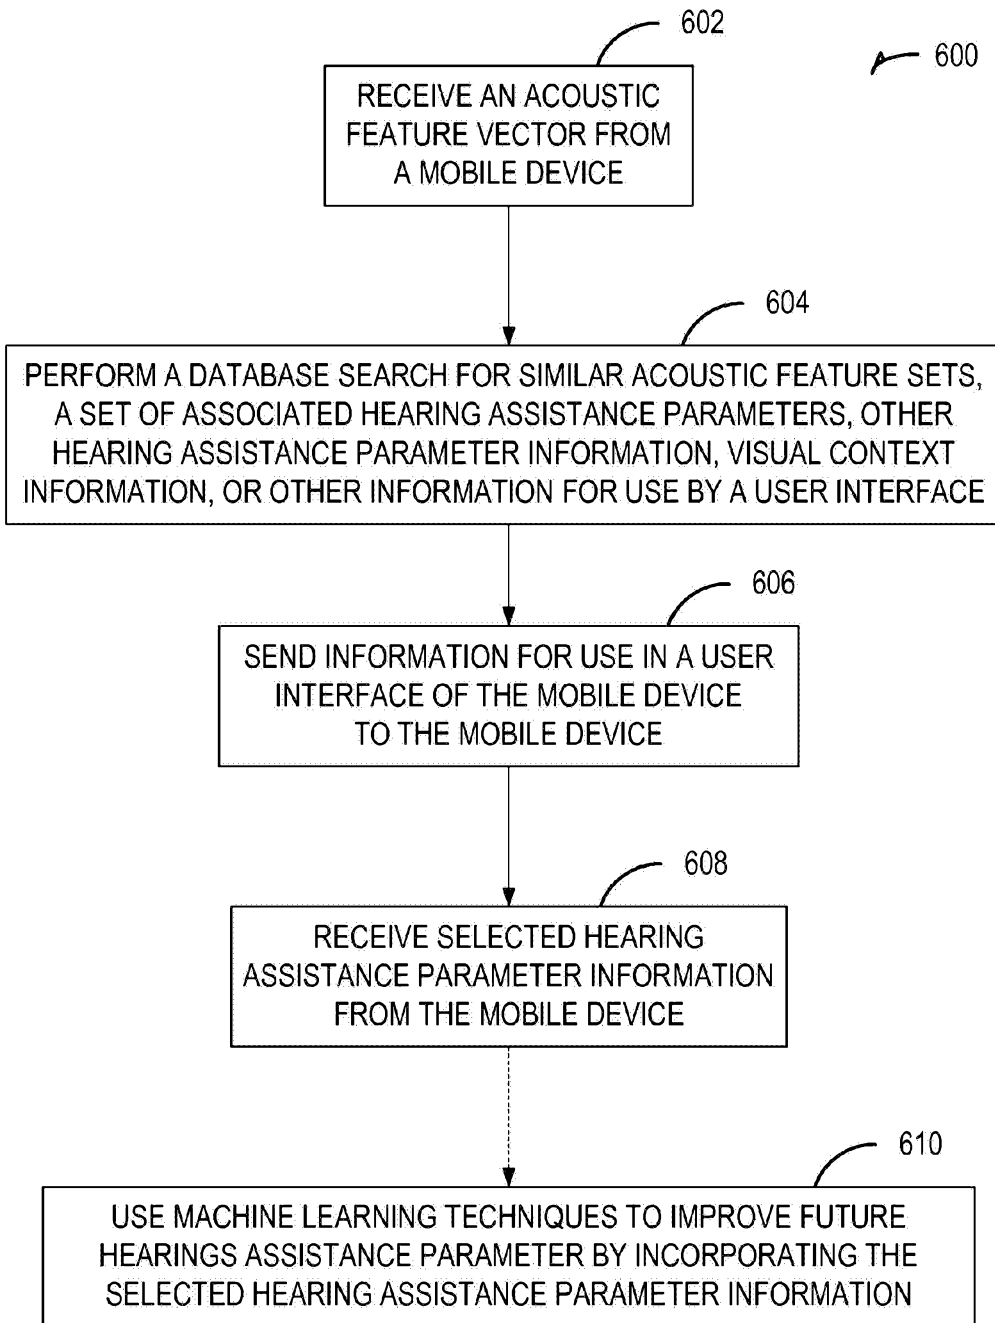 602
600
RECEIVE AN ACOUSTIC
FEATURE VECTOR FROM
A MOBILE DEVICE
604
PERFORM A DATABASE SEARCH FOR SIMILAR ACOUSTIC FEATURE SETS,
A SET OF ASSOCIATED HEARING ASSISTANCE PARAMETERS, OTHER
HEARING ASSISTANCE PARAMETER INFORMATION, VISUAL CONTEXT
INFORMATION, OR OTHER INFORMATION FOR USE BY A USER INTERFACE
606
SEND INFORMATION FOR USE IN A USER
INTERFACE OF THE MOBILE DEVICE
TO THE MOBILE DEVICE
608
RECEIVE SELECTED HEARING
ASSISTANCE PARAMETER INFORMATION
FROM THE MOBILE DEVICE
610
USE MACHINE LEARNING TECHNIQUES TO IMPROVE FUTURE
HEARINGS ASSISTANCE PARAMETER BY INCORPORATING THE
SELECTED HEARING ASSISTANCE PARAMETER INFORMATION